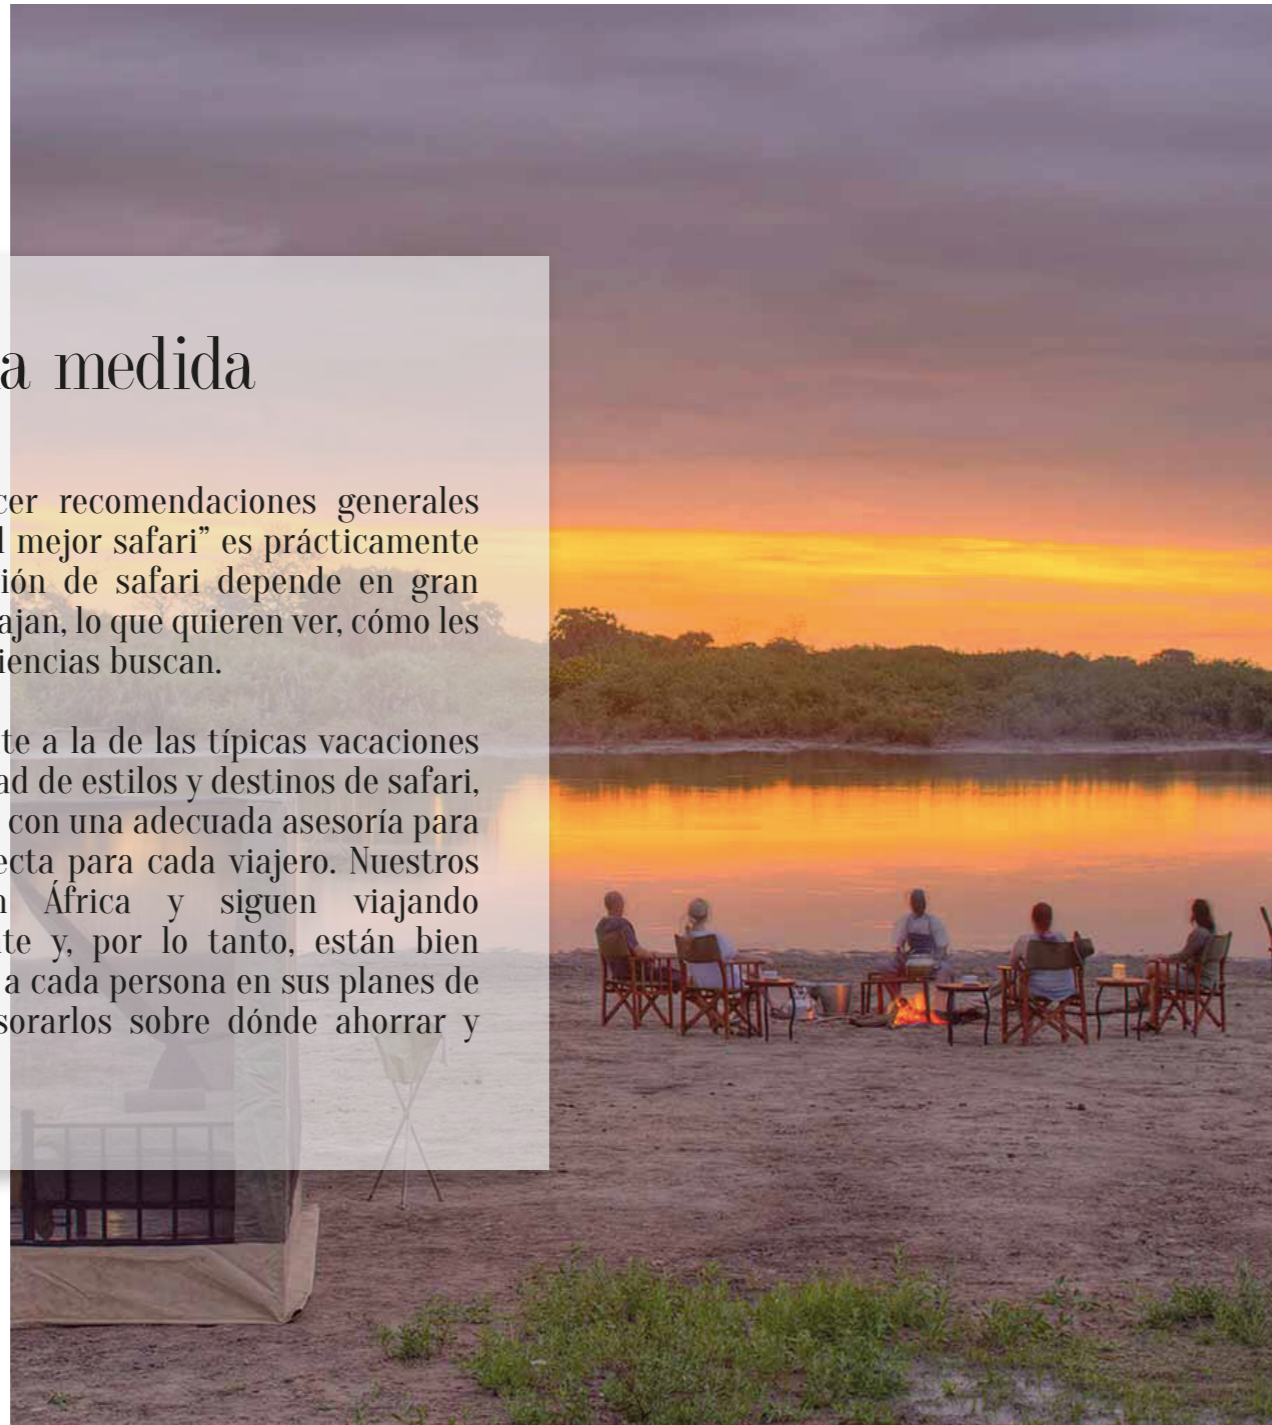 a medida
cer recomendaciones generales
l mejor safari” es prácticamente
ión de safari depende en gran
ajan, lo que quieren ver, cómo les
iencias buscan.
te a la de las típicas vacaciones
ad de estilos y destinos de safari,
con una adecuada asesoría para
ecta para cada viajero. Nuestros
n África y siguen viajando
te y, por lo tanto, están bien
a cada persona en sus planes de
sorarlos sobre dónde ahorrar y